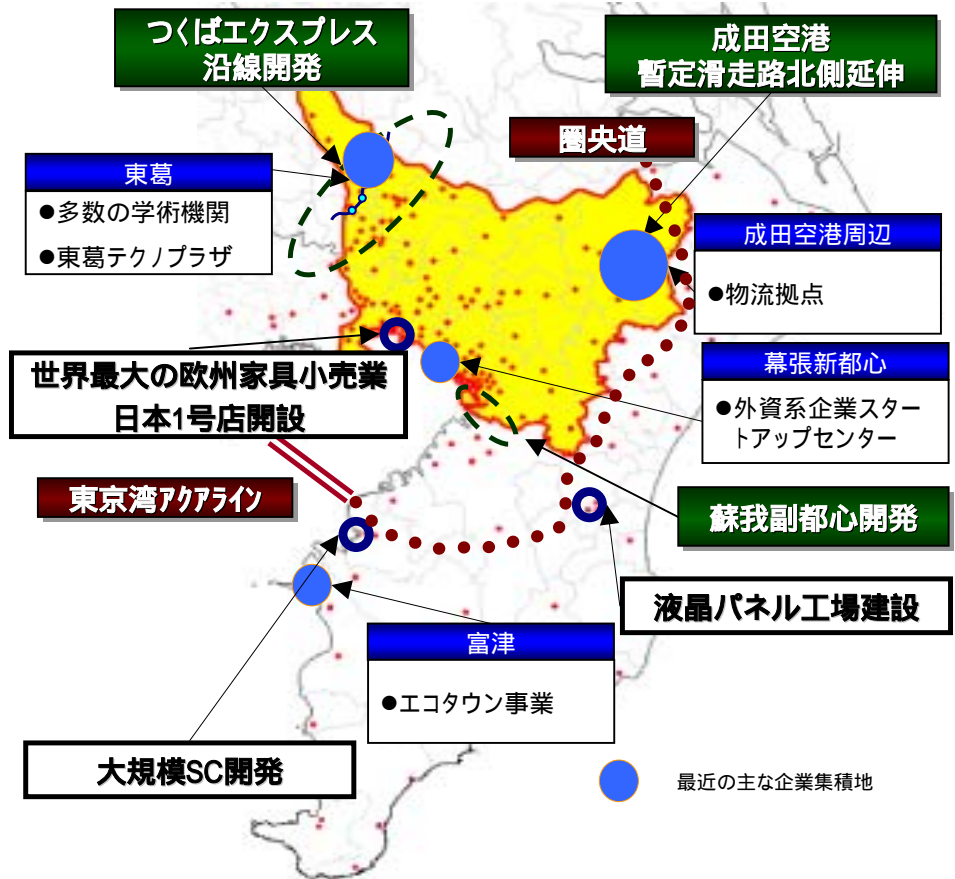 つくばエクスプレス
沿線開発
成田空港
暫定滑走路北側延伸
圏央道
東葛
●多数の学術機関
●東葛テクノプラザ
成田空港周辺
●物流拠点
世界最大の欧州家具小売業
日本1号店開設
幕張新都心
●外資系企業スター
トアップセンター
東京湾アクアライン
蘇我副都心開発
液晶パネル工場建設
富津
●エコタウン事業
大規模SC開発
最近の主な企業集積地